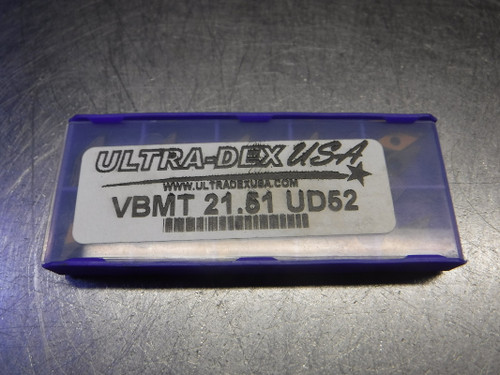 ULTRA-DEX USA
WWW.ULTRADEXUSA.COM
VBMT 21.51 UD52